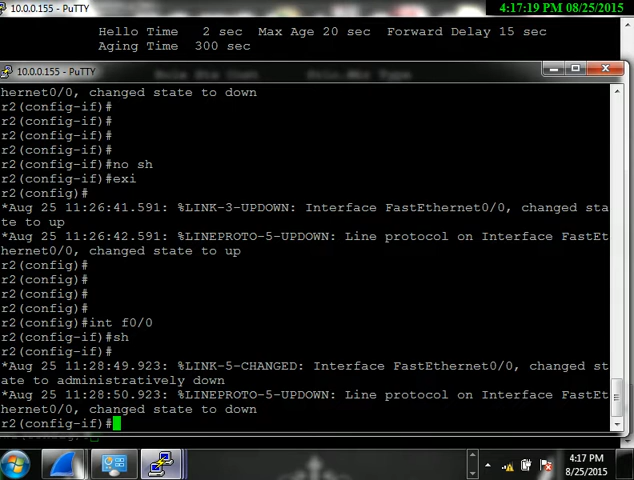 10.0.0.155 - PuTTY
4:17:19 PM 08/25/2015
Hello Time   2 sec  Max Age 20 sec  Forward Delay 15 sec
Aging Time  300 sec
10.0.0.155 - PuTTY
hernet0/0, changed state to down
r2(config-if)#
r2(config-if)#
r2(config-if)#
r2(config-if)#
r2(config-if)#no sh
r2(config-if)#exi
r2(config)#
*Aug 25 11:26:41.591: %LINK-3-UPDOWN: Interface FastEthernet0/0, changed sta
te to up
*Aug 25 11:26:42.591: %LINEPROTO-5-UPDOWN: Line protocol on Interface FastEt
hernet0/0, changed state to up
r2(config)#
r2(config)#
r2(config)#
r2(config)#
r2(config)#int f0/0
r2(config-if)#sh
r2(config-if)#
*Aug 25 11:28:49.923: %LINK-5-CHANGED: Interface FastEthernet0/0, changed st
ate to administratively down
*Aug 25 11:28:50.923: %LINEPROTO-5-UPDOWN: Line protocol on Interface FastEt
hernet0/0, changed state to down
r2(config-if)#
4:17 PM
8/25/2015